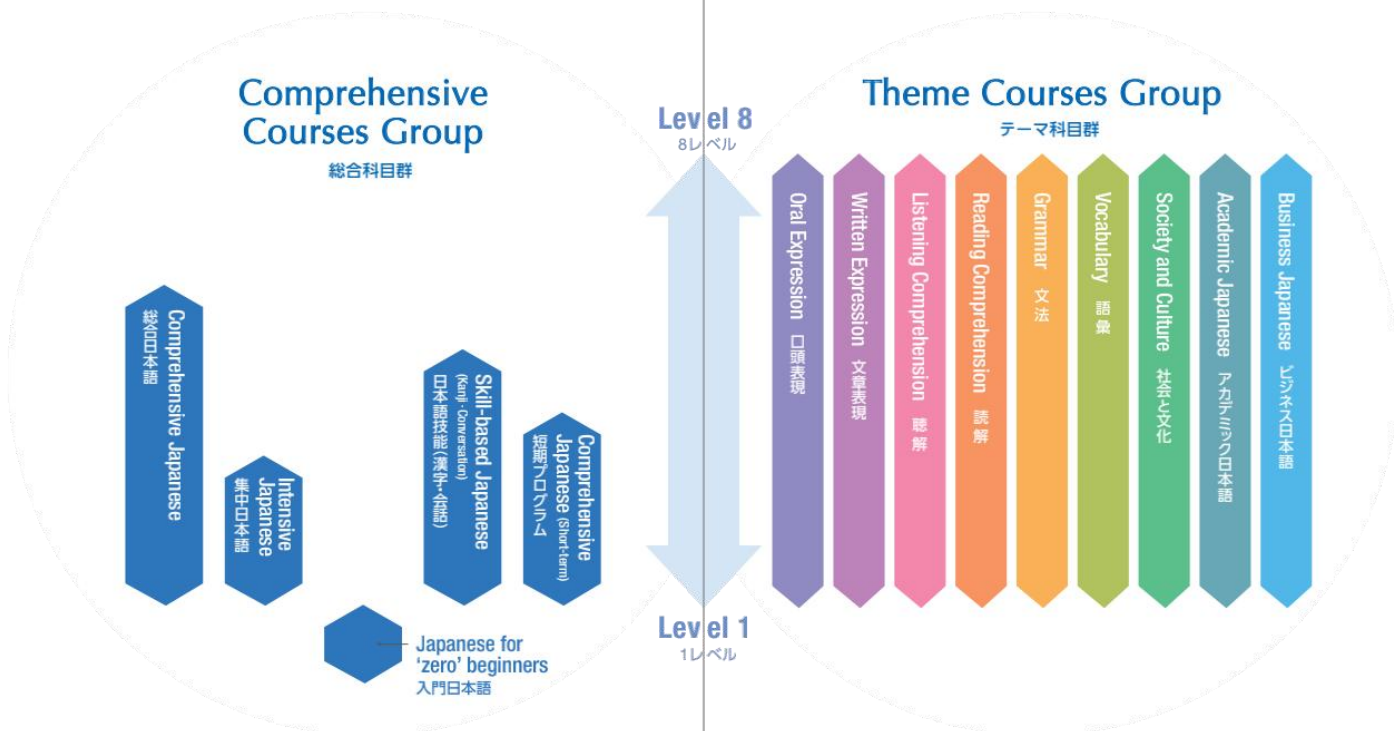 Comprehensive
Courses Group
総合科目群
Comprehensive Japanese
総合日本語
Intensive
Japanese
集中日本語
Japanese for
‘zero’ beginners
入門日本語
Skill-based Japanese
(Kanji・Conversation)
日本語技能(漢字・会話)
Comprehensive
Japanese (Short-term)
短期プログラム
Level 8
8レベル
Level 1
1レベル
Theme Courses Group
テーマ科目群
Oral Expression 口頭表現
Written Expression 文章表現
Listening Comprehension 聴解
Reading Comprehension 読解
Grammar 文法
Vocabulary 語彙
Society and Culture 社会と文化
Academic Japanese アカデミック日本語
Business Japanese ビジネス日本語